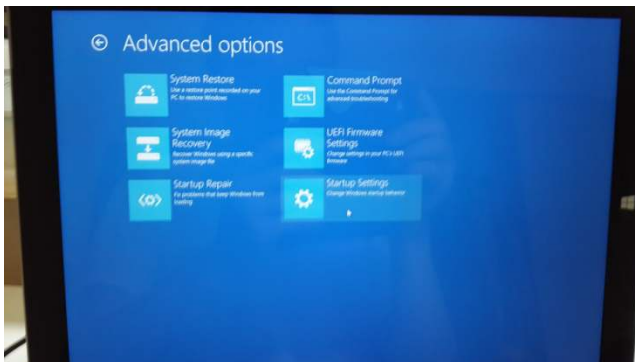 Advanced options
System Restore
Use a restore point recorded on your
PC to restore Windows
Command Prompt
Use the Command Prompt for
advanced troubleshooting
C:\
System Image
Recovery
Recover Windows using a specific
system image file
UEFI Firmware
Settings
Change settings in your PC's UEFI
firmware
Startup Repair
Fix problems that keep Windows from
loading
Startup Settings
Change Windows startup behavior